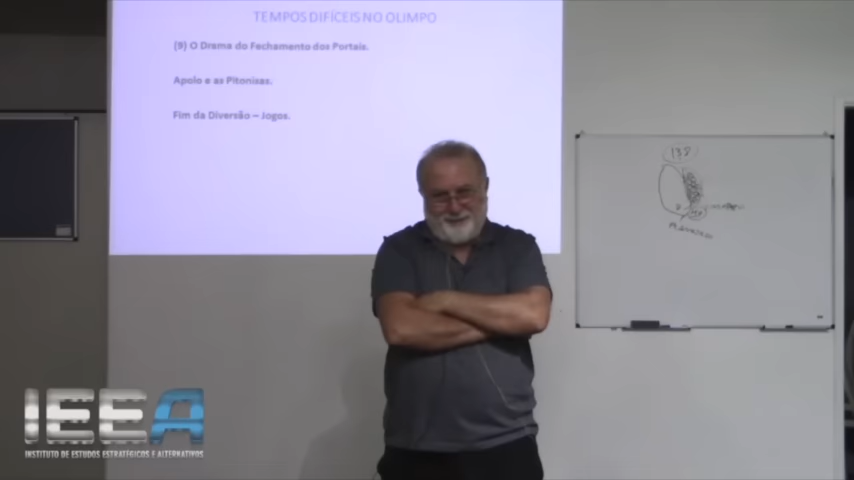 TEMPOS DIFÍCEIS NO OLIMPO
(9) O Drama do Fechamento dos Portais.
Apolo e as Pitonisas.
Fim da Diversão – Jogos.
138
IEEA
INSTITUTO DE ESTUDOS ESTRATÉGICOS E ALTERNATIVOS